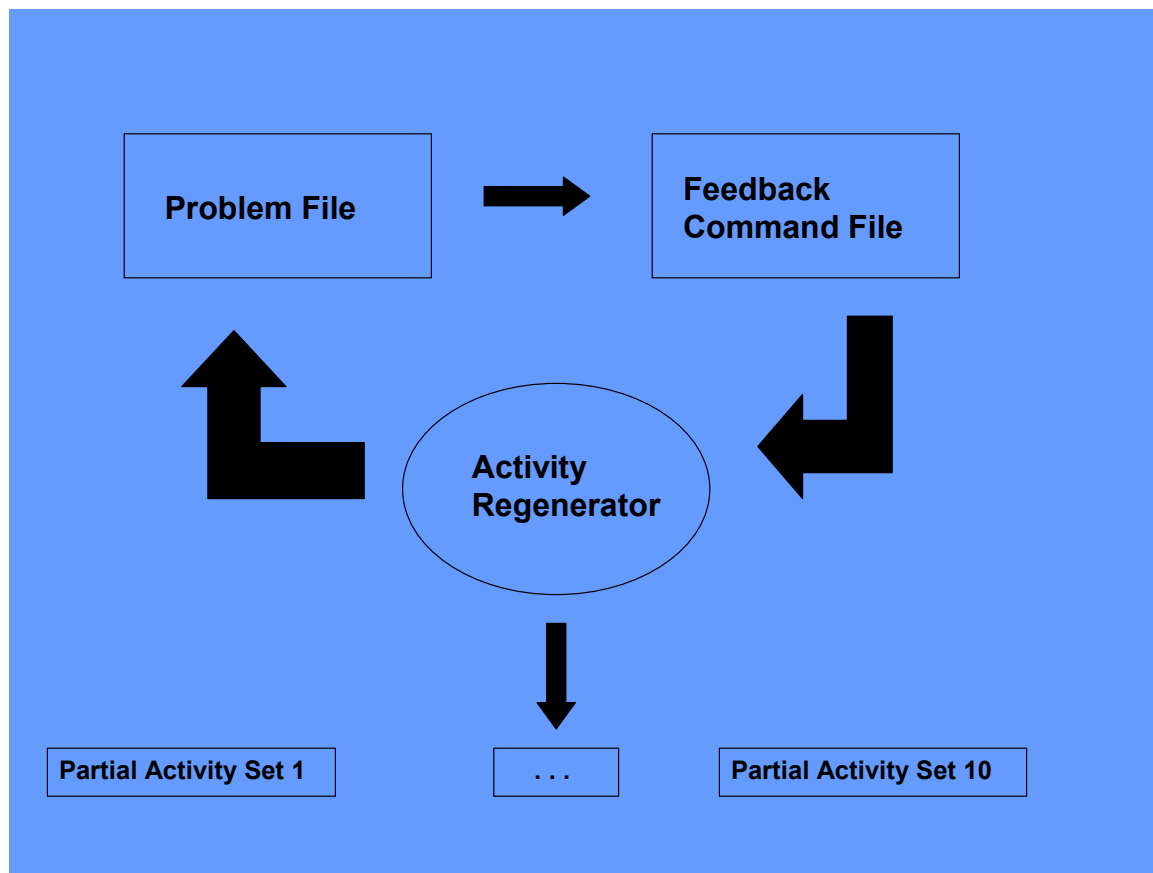 Problem File
Feedback
Command File
Activity
Regenerator
Partial Activity Set 1
. . .
Partial Activity Set 10